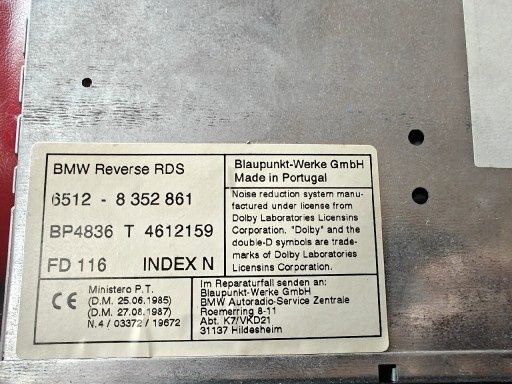 BMW Reverse RDS
6512 - 8 352 861
BP4836 T 4612159
FD 116 INDEX N
Blaupunkt-Werke GmbH
Made in Portugal
Noise reduction system manu-
factured under license from
Dolby Laboratories Licensins
Corporation. "Dolby" and the
double-D symbols are trade-
marks of Dolby Laboratories
Licensins Corporation.
CE
Ministero P.T.
(D.M. 25.06.1985)
(D.M. 27.08.1987)
N.4 / 03372 / 19672
Im Reparaturfall senden an:
Blaupunkt-Werke GmbH
BMW Autoradio-Service Zentrale
Roemerring 8-11
Abt. K7/VKD21
31137 Hildesheim